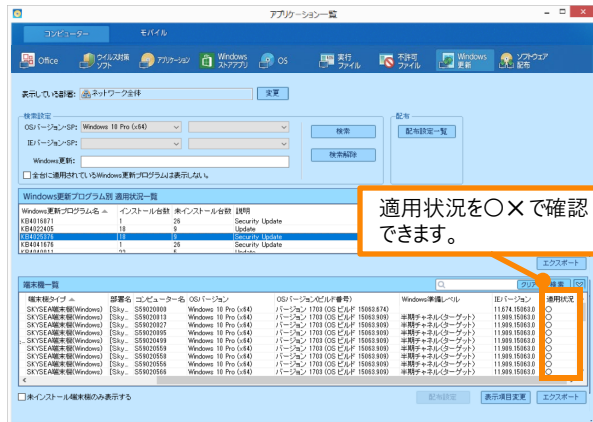 アプリケーション一覧
コンピューター モバイル
Office ウイルス対策ソフト アプリケーション Windowsストアアプリ OS 実行ファイル 不許可ファイル Windows更新 ソフトウェア配布
表示している部署: ネットワーク全体 変更
検索設定 配布
OSバージョン・SP: Windows 10 Pro (x64) 検索 配布設定一覧
IEバージョン・SP: 検索解除
Windows更新:
全台に適用されているWindows更新プログラムは表示しない。
Windows更新プログラム別 適用状況一覧
Windows更新プログラム名 インストール台数 未インストール台数 説明
KB4016871 1 26 Security Update
KB4022405 18 9 Update
KB4025376 18 9 Security Update
KB4041676 1 26 Security Update
適用状況を○×で確認
できます。
エクスポート
端末機一覧 クリア 検索
端末機タイプ 部署名 コンピューター名 OSバージョン OSバージョン(ビルド番号) Windows準備レベル IEバージョン 適用状況
SKYSEA端末機(Windows) [Sky... SS9020008 Windows 10 Pro (x64) バージョン 1703 (OS ビルド 15063.674) 11.674.15063.0 ○
SKYSEA端末機(Windows) [Sky... SS9020013 Windows 10 Pro (x64) バージョン 1703 (OS ビルド 15063.909) 半期チャネル(ターゲット) 11.909.15063.0 ○
SKYSEA端末機(Windows) [Sky... SS9020027 Windows 10 Pro (x64) バージョン 1703 (OS ビルド 15063.909) 半期チャネル(ターゲット) 11.909.15063.0 ○
SKYSEA端末機(Windows) [Sky... SS9020095 Windows 10 Pro (x64) バージョン 1703 (OS ビルド 15063.909) 半期チャネル(ターゲット) 11.909.15063.0 ○
SKYSEA端末機(Windows) [Sky... SS9020499 Windows 10 Pro (x64) バージョン 1703 (OS ビルド 15063.909) 半期チャネル(ターゲット) 11.909.15063.0 ○
SKYSEA端末機(Windows) [Sky... SS9020559 Windows 10 Pro (x64) バージョン 1703 (OS ビルド 15063.909) 半期チャネル(ターゲット) 11.909.15063.0 ○
SKYSEA端末機(Windows) [Sky... SS9020558 Windows 10 Pro (x64) バージョン 1703 (OS ビルド 15063.909) 半期チャネル(ターゲット) 11.909.15063.0 ○
SKYSEA端末機(Windows) [Sky... SS9020566 Windows 10 Pro (x64) バージョン 1703 (OS ビルド 15063.909) 半期チャネル(ターゲット) 11.909.15063.0 ○
未インストール端末機のみ表示する 配布設定 表示項目変更 エクスポート